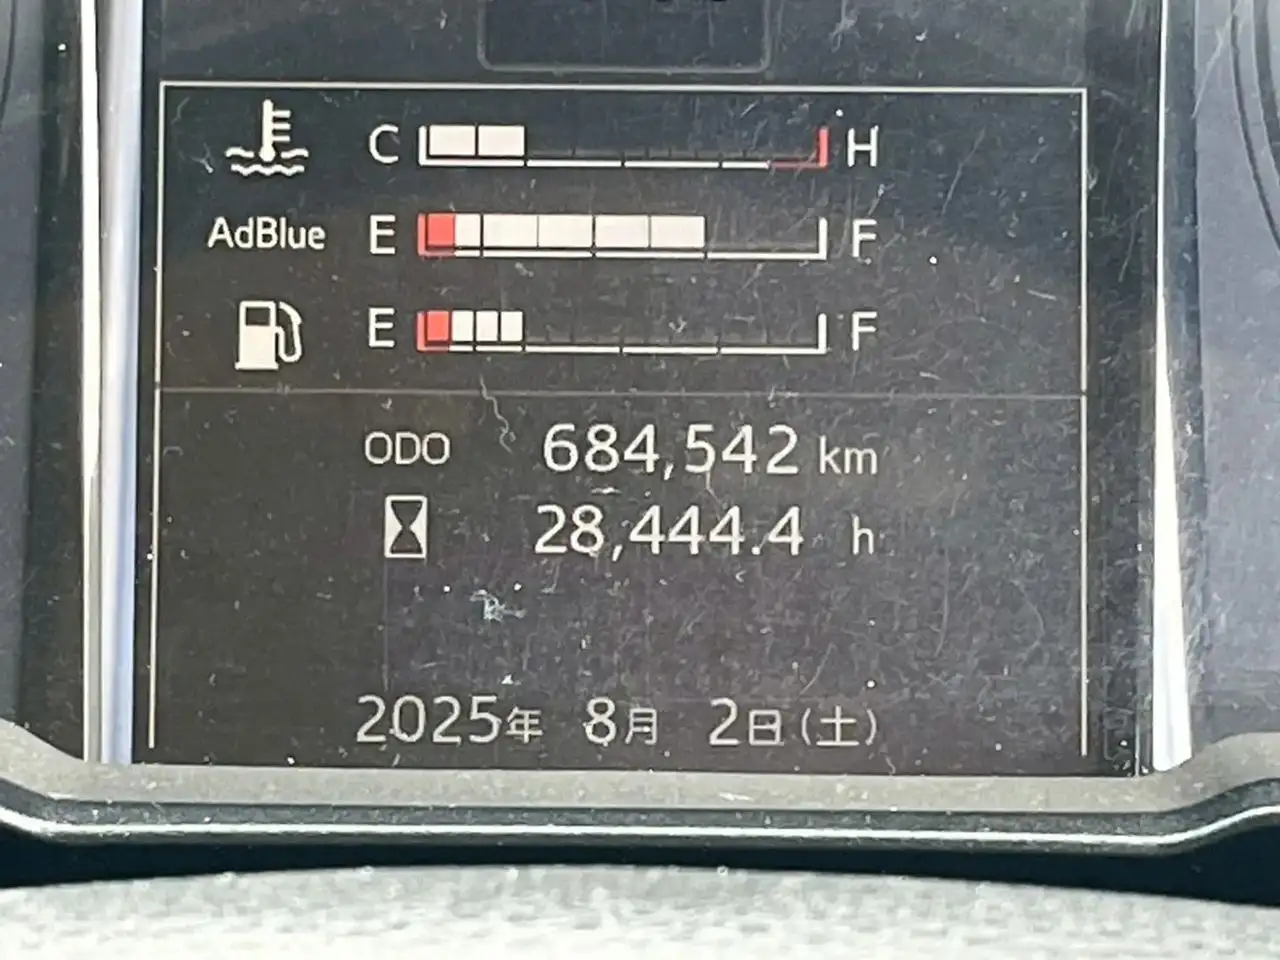 C H
AdBlue E F
E F
ODO 684,542 km
28,444.4 h
2025年 8月 2日(土)